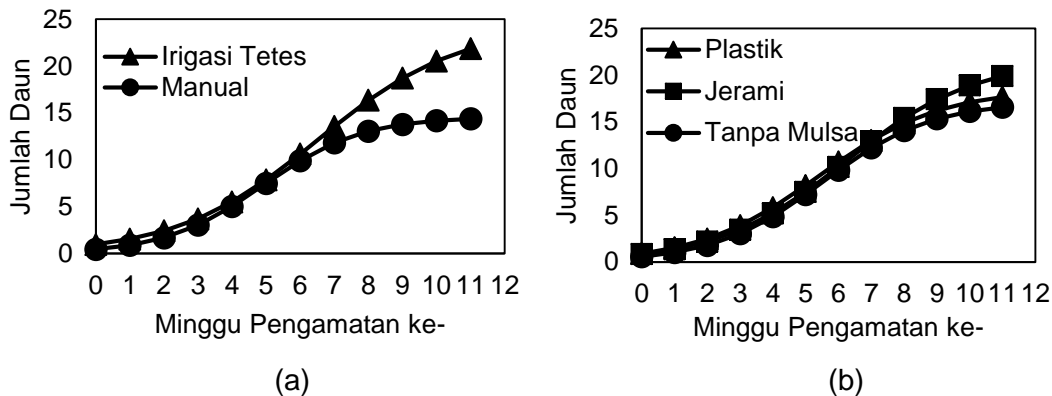 25
20
15
10
5
0
Jumlah Daun
Irigasi Tetes
Manual
0 1 2 3 4 5 6 7 8 9 10 11 12
Minggu Pengamatan ke-
(a)
25
20
15
10
5
0
Jumlah Daun
Plastik
Jerami
Tanpa Mulsa
0 1 2 3 4 5 6 7 8 9 10 11 12
Minggu Pengamatan ke-
(b)